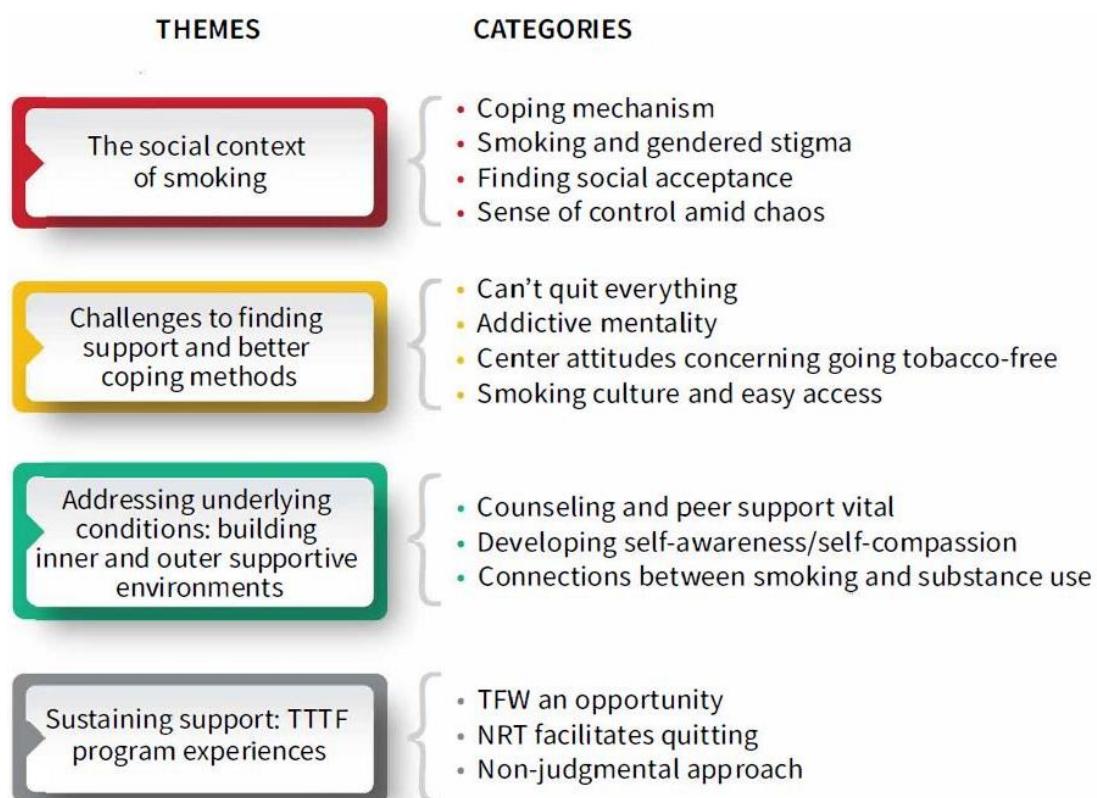 THEMES
CATEGORIES
The social context
of smoking
• Coping mechanism
• Smoking and gendered stigma
• Finding social acceptance
• Sense of control amid chaos
Challenges to finding
support and better
coping methods
• Can’t quit everything
• Addictive mentality
• Center attitudes concerning going tobacco-free
• Smoking culture and easy access
Addressing underlying
conditions: building
inner and outer supportive
environments
• Counseling and peer support vital
• Developing self-awareness/self-compassion
• Connections between smoking and substance use
Sustaining support: TTTF
program experiences
• TFW an opportunity
• NRT facilitates quitting
• Non-judgmental approach